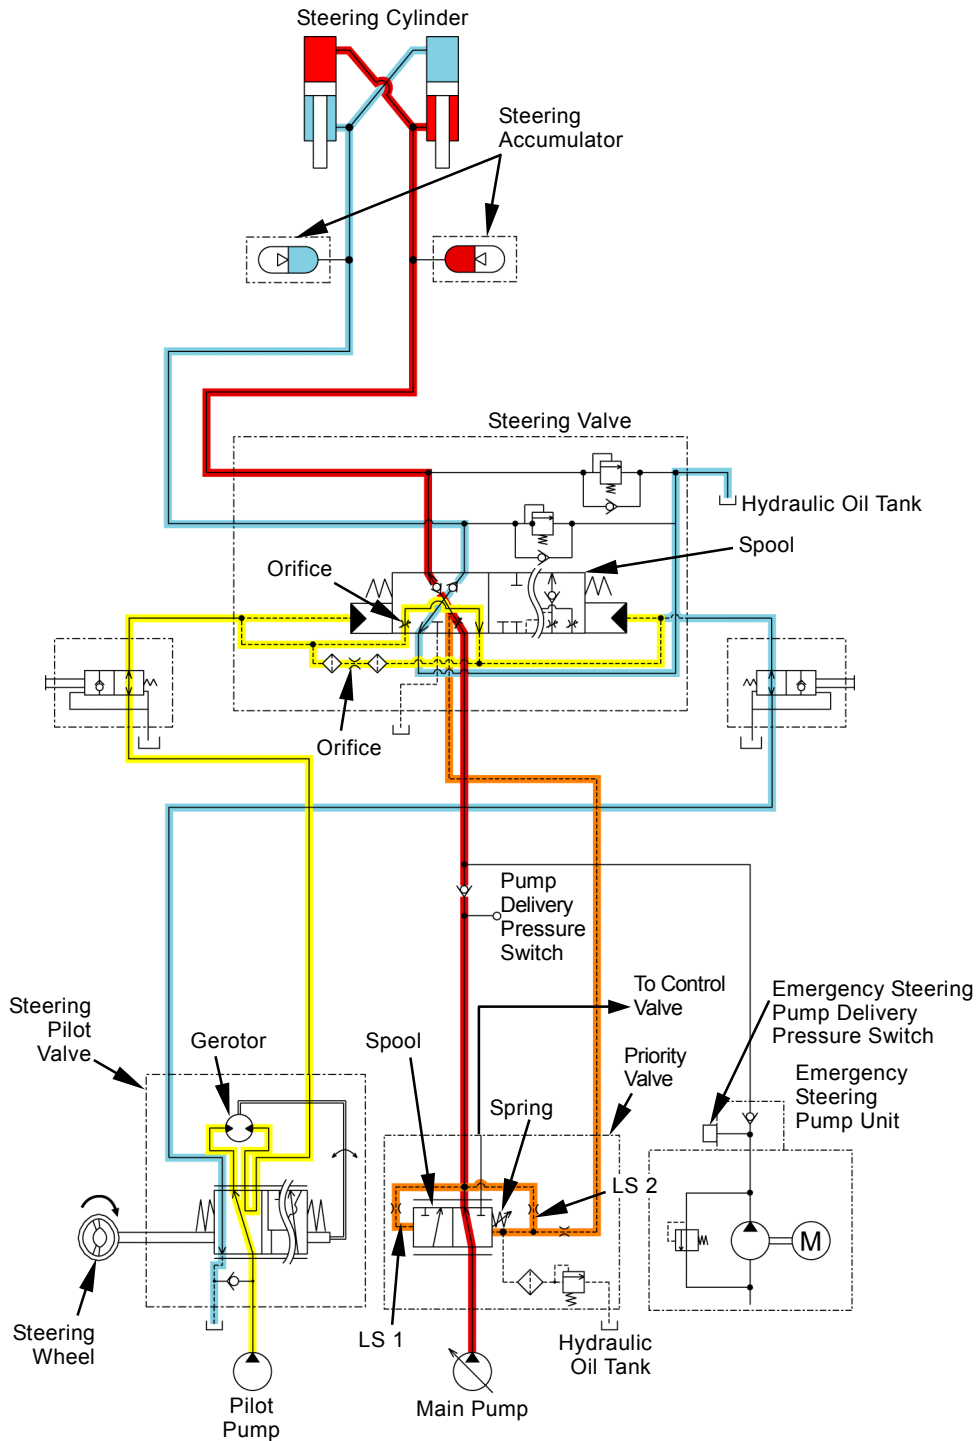 Steering Cylinder
Steering
Accumulator
Steering Valve
Hydraulic Oil Tank
Spool
Orifice
Orifice
Pump
Delivery
Pressure
Switch
To Control
Valve
Emergency Steering
Pump Delivery
Pressure Switch
Steering
Pilot
Valve
Gerotor
Spool
Priority
Valve
Emergency
Steering
Pump Unit
Spring
LS 2
M
LS 1
Steering
Wheel
Hydraulic
Oil Tank
Pilot
Pump
Main Pump